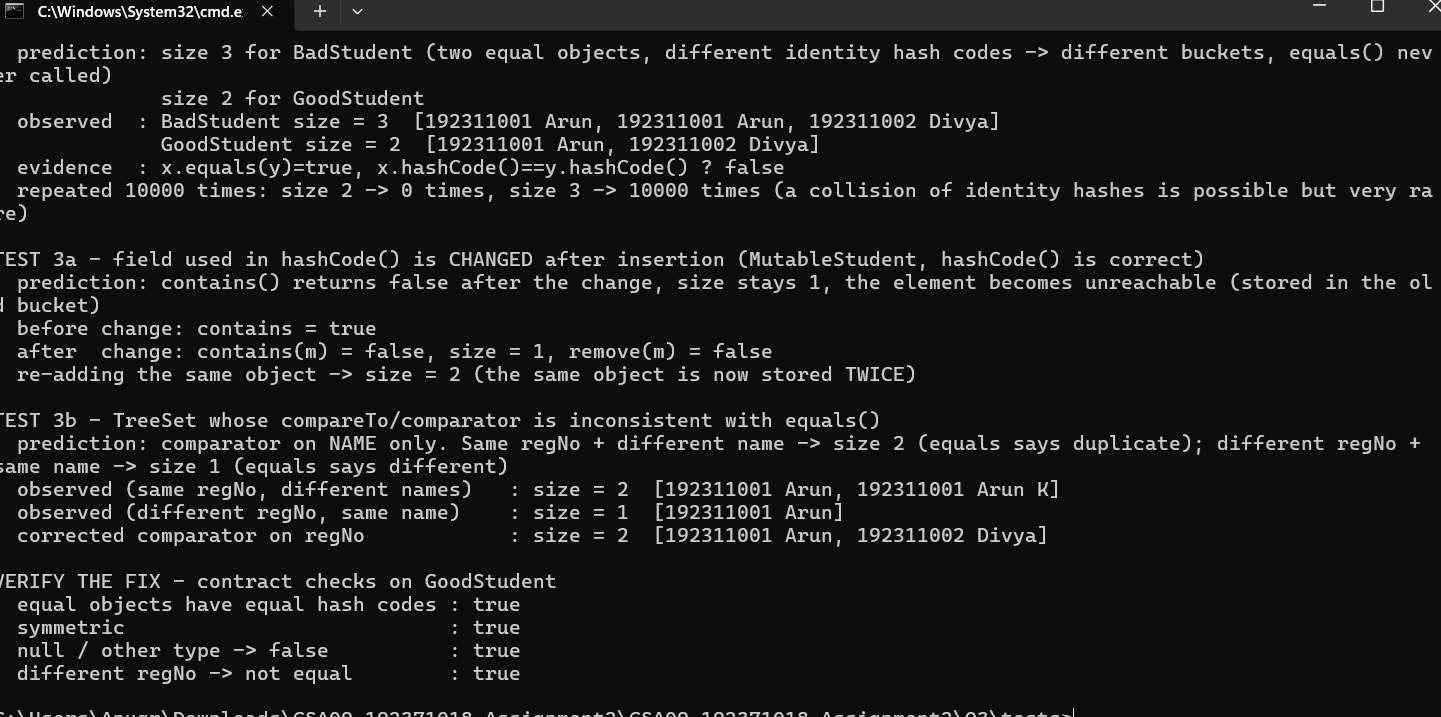 C:\Windows\System32\cmd.e
prediction: size 3 for BadStudent (two equal objects, different identity hash codes -> different buckets, equals() nev
er called)
size 2 for GoodStudent
observed  : BadStudent size = 3  [192311001 Arun, 192311001 Arun, 192311002 Divya]
GoodStudent size = 2  [192311001 Arun, 192311002 Divya]
evidence  : x.equals(y)=true, x.hashCode()==y.hashCode() ? false
repeated 10000 times: size 2 -> 0 times, size 3 -> 10000 times (a collision of identity hashes is possible but very ra
re)
TEST 3a - field used in hashCode() is CHANGED after insertion (MutableStudent, hashCode() is correct)
prediction: contains() returns false after the change, size stays 1, the element becomes unreachable (stored in the ol
d bucket)
before change: contains = true
after  change: contains(m) = false, size = 1, remove(m) = false
re-adding the same object -> size = 2 (the same object is now stored TWICE)
TEST 3b - TreeSet whose compareTo/comparator is inconsistent with equals()
prediction: comparator on NAME only. Same regNo + different name -> size 2 (equals says duplicate); different regNo +
same name -> size 1 (equals says different)
observed (same regNo, different names)   : size = 2  [192311001 Arun, 192311001 Arun K]
observed (different regNo, same name)    : size = 1  [192311001 Arun]
corrected comparator on regNo            : size = 2  [192311001 Arun, 192311002 Divya]
VERIFY THE FIX - contract checks on GoodStudent
equal objects have equal hash codes : true
symmetric                           : true
null / other type -> false          : true
different regNo -> not equal        : true